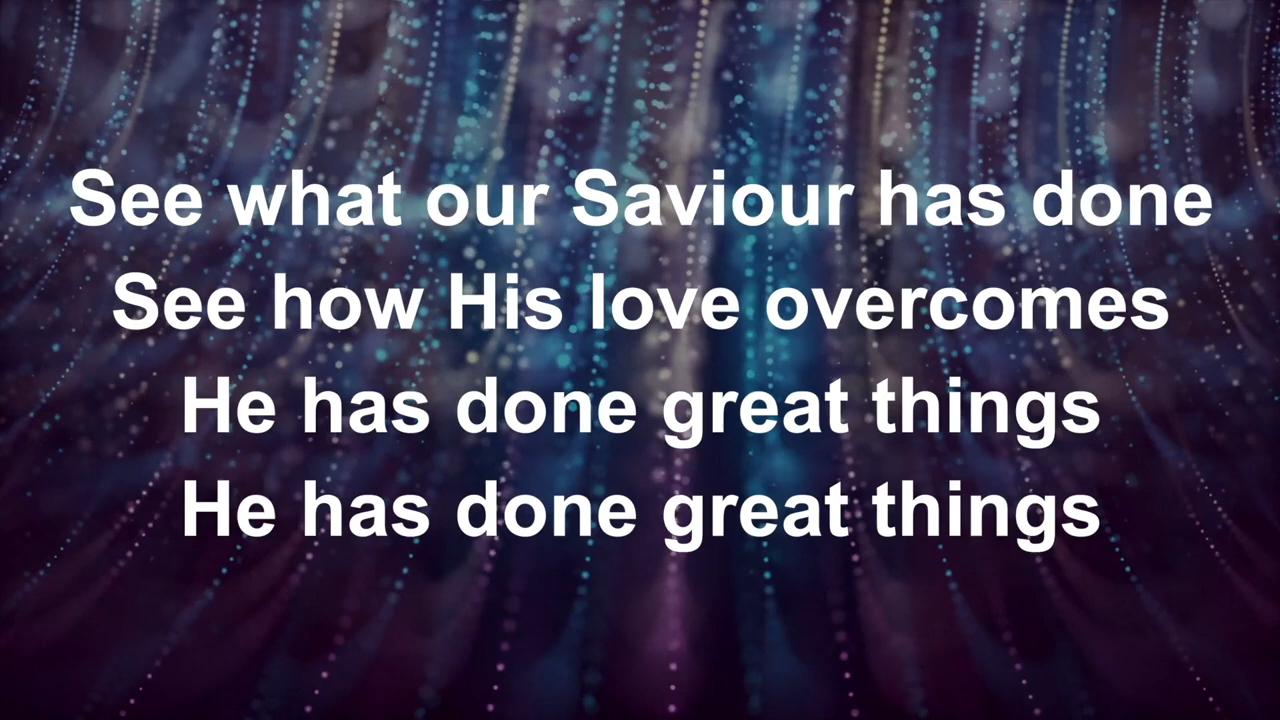 See what our Saviour has done
See how His love overcomes
He has done great things
He has done great things